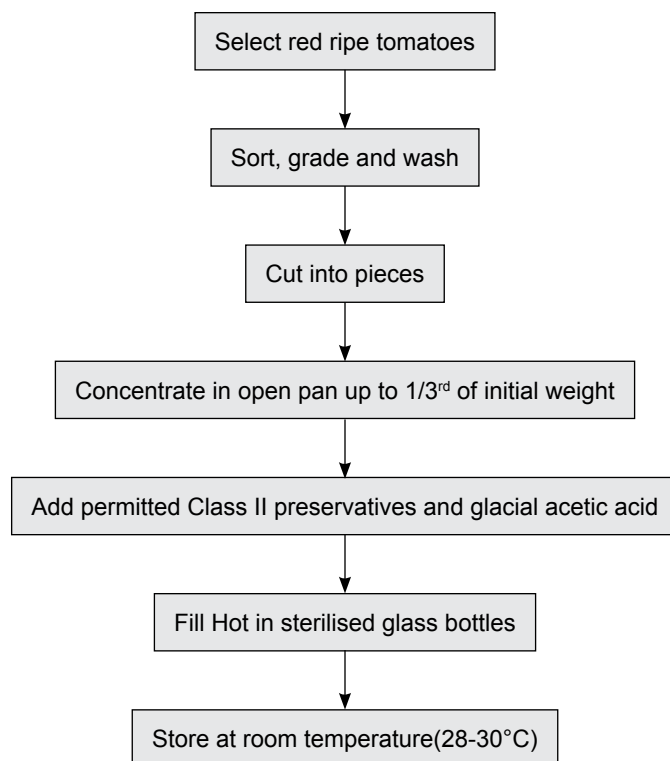 Select red ripe tomatoes
Sort, grade and wash
Cut into pieces
Concentrate in open pan up to 1/3rd of initial weight
Add permitted Class II preservatives and glacial acetic acid
Fill Hot in sterilised glass bottles
Store at room temperature(28-30°C)